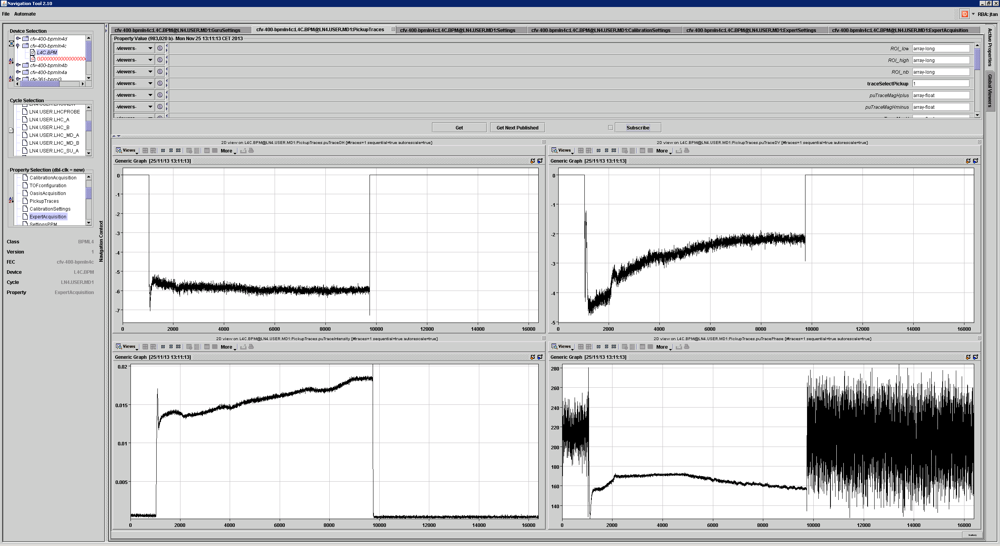 Navigation Tool 2.10
File Automate
RBA: jtan
Device Selection
cfv-400-bpmln4d
cfv-400-bpmln4c
L4C.BPM
cfv-400-bpmln4b
cfv-400-bpmln4a
cfv-361-bpmi3
Cycle Selection
LN4.USER.LHCINDIV
LN4.USER.LHCPROBE
LN4.USER.LHC_A
LN4.USER.LHC_B
LN4.USER.LHC_MD_A
LN4.USER.LHC_MD_B
LN4.USER.LHC_SU_A
Property Selection (dbl-clk = new)
CalibrationAcquisition
TOFconfiguration
OasisAcquisition
PickupTraces
CalibrationSettings
ExpertAcquisition
SettingsPPM
Class BPML4
Version 1
FEC cfv-400-bpmln4c
Device L4C.BPM
Cycle LN4.USER.MD1
Property ExpertAcquisition
Navigation Context
cfv-400-bpmln4c:L4C.BPM@LN4.USER.MD1:GuruSettings
cfv-400-bpmln4c:L4C.BPM@LN4.USER.MD1:PickupTraces
cfv-400-bpmln4c:L4C.BPM@LN4.USER.MD1:Settings
cfv-400-bpmln4c:L4C.BPM@LN4.USER.MD1:CalibrationSettings
cfv-400-bpmln4c:L4C.BPM@LN4.USER.MD1:ExpertSettings
cfv-400-bpmln4c:L4C.BPM@LN4.USER.MD1:ExpertAcquisition
Active Properties
Global Viewers
Property Value (983,020 b)- Mon Nov 25 13:11:13 CET 2013
-viewers- ROI_low array-long
-viewers- ROI_high array-long
-viewers- ROI_nb array-long
-viewers- traceSelectPickup 1
-viewers- puTraceMagHplus array-float
-viewers- puTraceMagHminus array-float
Get Get Next Published Subscribe
2D view on L4C.BPM@LN4.USER.MD1:PickupTraces.puTraceDH {#traces=1 sequential=true autorescale=true}
Views More
Generic Graph [25/11/13 13:11:13]
0
-1
-2
-3
-4
-5
-6
-7
0 2000 4000 6000 8000 10000 12000 14000 16000
2D view on L4C.BPM@LN4.USER.MD1:PickupTraces.puTraceDV {#traces=1 sequential=true autorescale=true}
Views More
Generic Graph [25/11/13 13:11:13]
0
-1
-2
-3
-4
-5
0 2000 4000 6000 8000 10000 12000 14000 16000
2D view on L4C.BPM@LN4.USER.MD1:PickupTraces.puTraceIntensity {#traces=1 sequential=true autorescale=true}
Views More
Generic Graph [25/11/13 13:11:13]
0.02
0.015
0.01
0.005
0 2000 4000 6000 8000 10000 12000 14000 16000
2D view on L4C.BPM@LN4.USER.MD1:PickupTraces.puTracePhase {#traces=1 sequential=true autorescale=true}
Views More
Generic Graph [25/11/13 13:11:13]
280
260
240
220
200
180
160
140
0 2000 4000 6000 8000 10000 12000 14000 16000
history